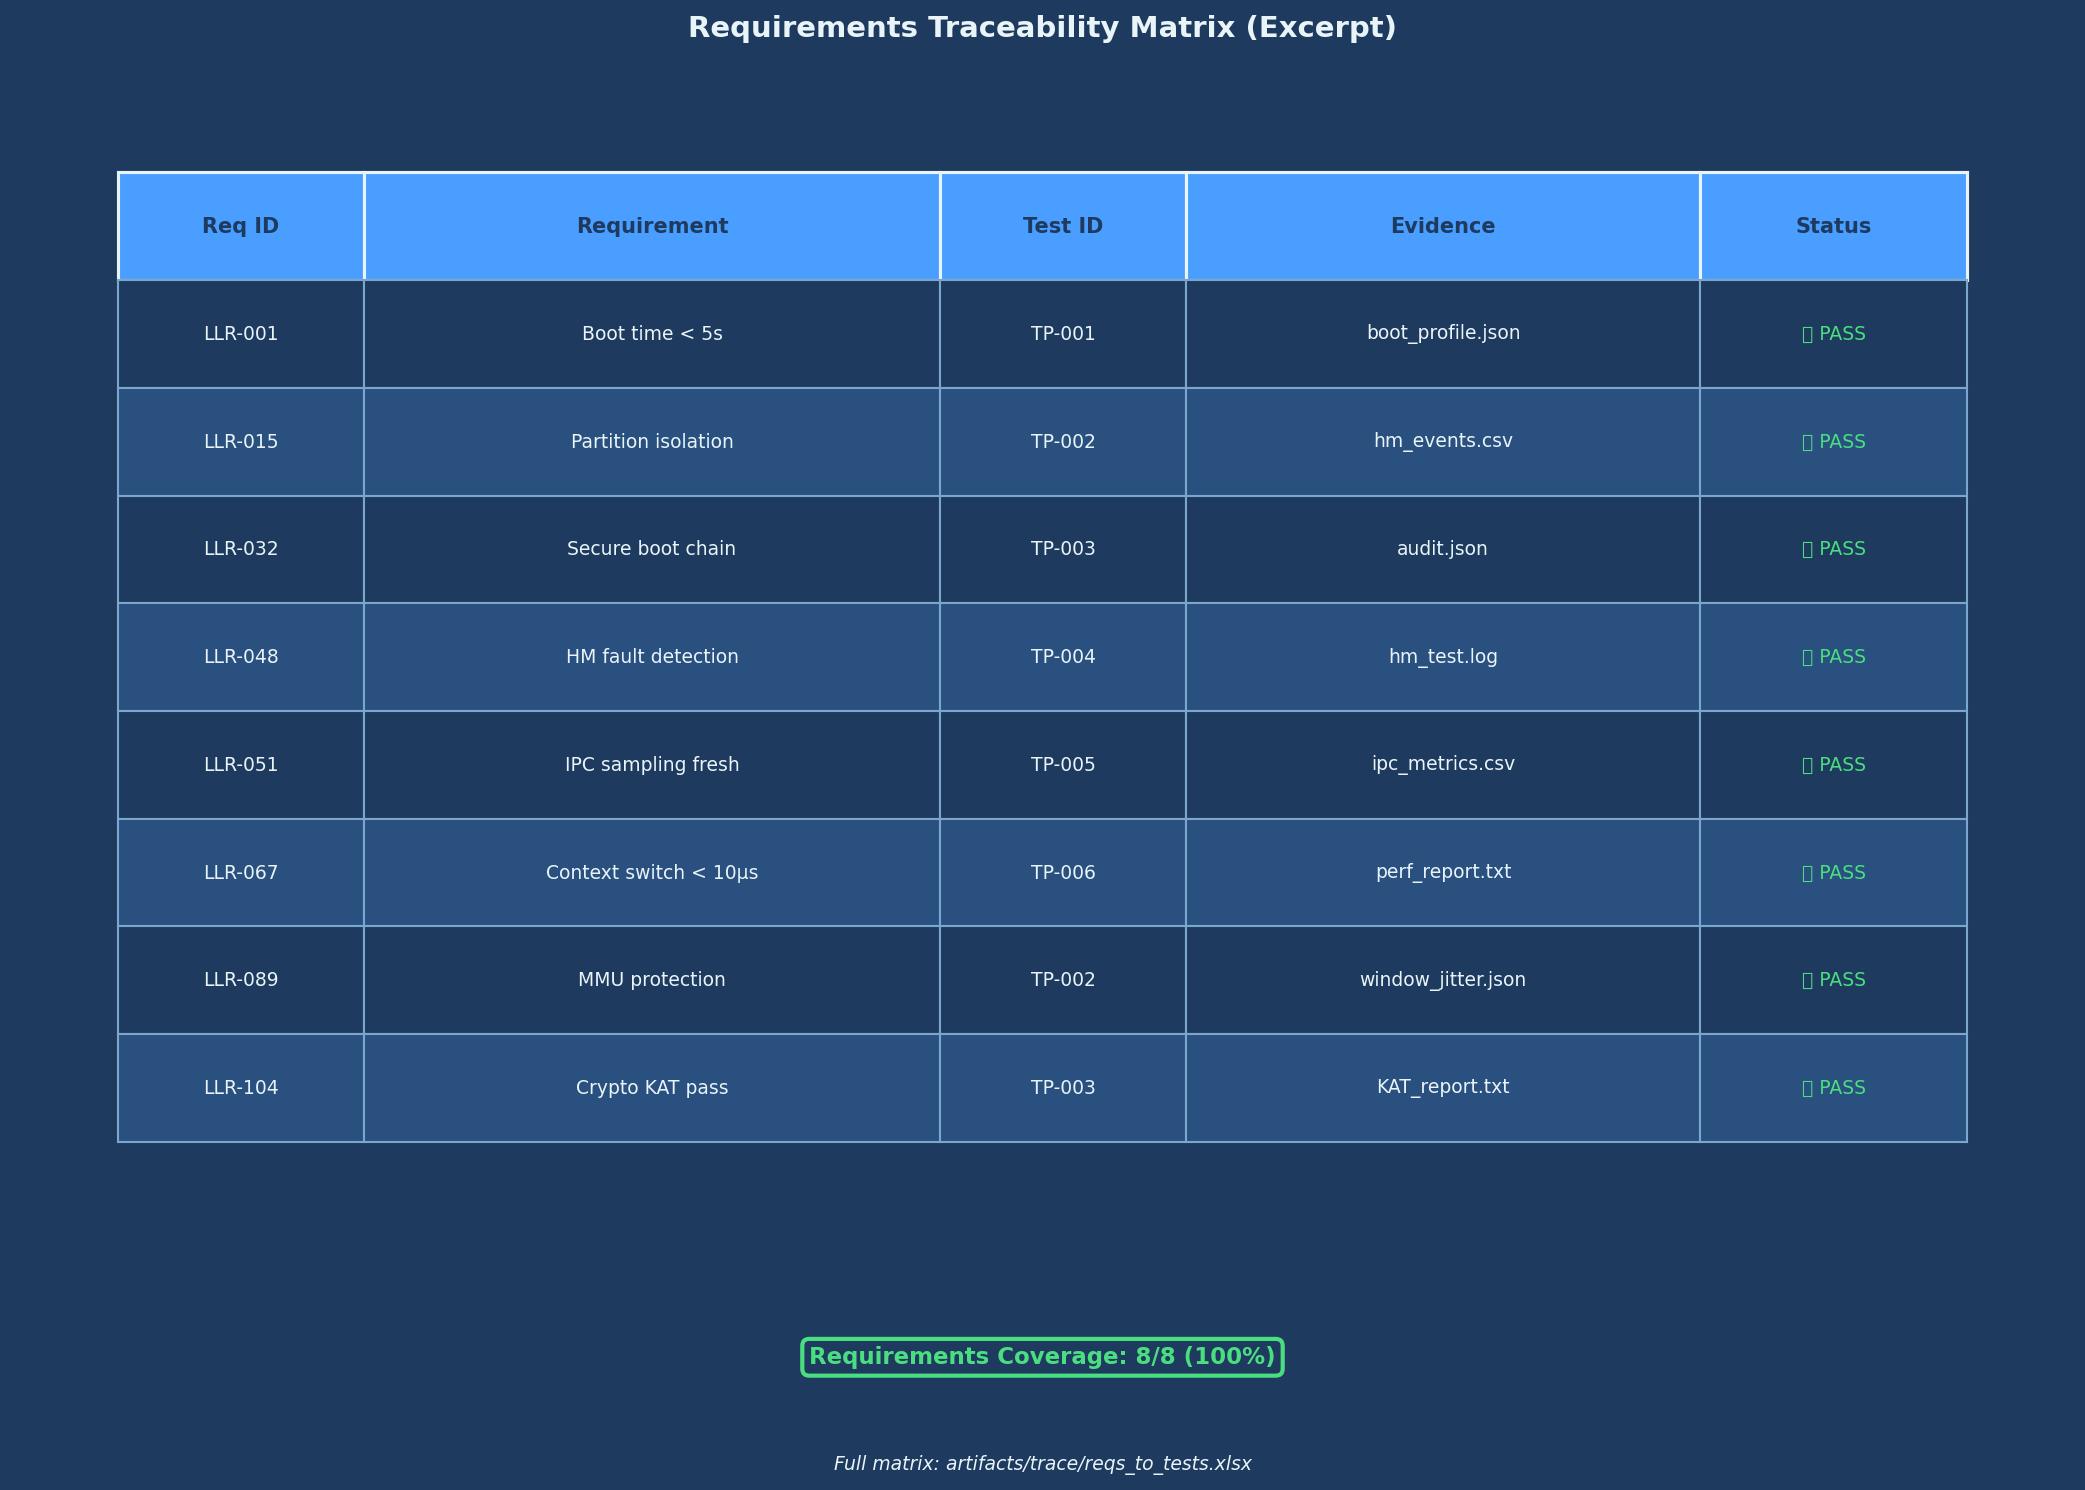 Requirements Traceability Matrix (Excerpt)
Req ID Requirement Test ID Evidence Status
LLR-001 Boot time < 5s TP-001 boot_profile.json PASS
LLR-015 Partition isolation TP-002 hm_events.csv PASS
LLR-032 Secure boot chain TP-003 audit.json PASS
LLR-048 HM fault detection TP-004 hm_test.log PASS
LLR-051 IPC sampling fresh TP-005 ipc_metrics.csv PASS
LLR-067 Context switch < 10μs TP-006 perf_report.txt PASS
LLR-089 MMU protection TP-002 window_jitter.json PASS
LLR-104 Crypto KAT pass TP-003 KAT_report.txt PASS
Requirements Coverage: 8/8 (100%)
Full matrix: artifacts/trace/reqs_to_tests.xlsx